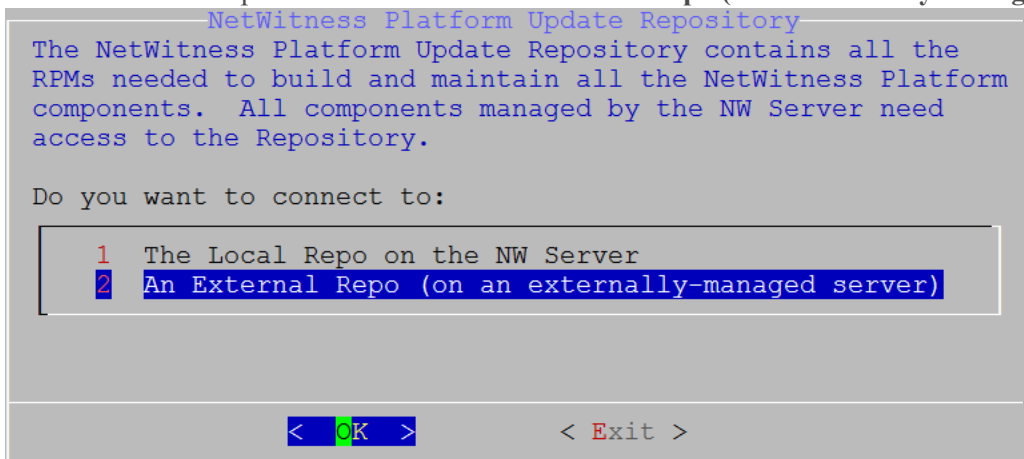 NetWitness Platform Update Repository
The NetWitness Platform Update Repository contains all the
RPMs needed to build and maintain all the NetWitness Platform
components.  All components managed by the NW Server need
access to the Repository.
Do you want to connect to:
1  The Local Repo on the NW Server
2  An External Repo (on an externally-managed server)
<  OK  >          < Exit >